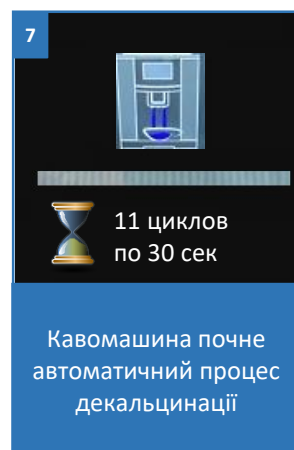 7
11 циклов
по 30 сек
Кавомашина почне
автоматичний процес
декальцинації